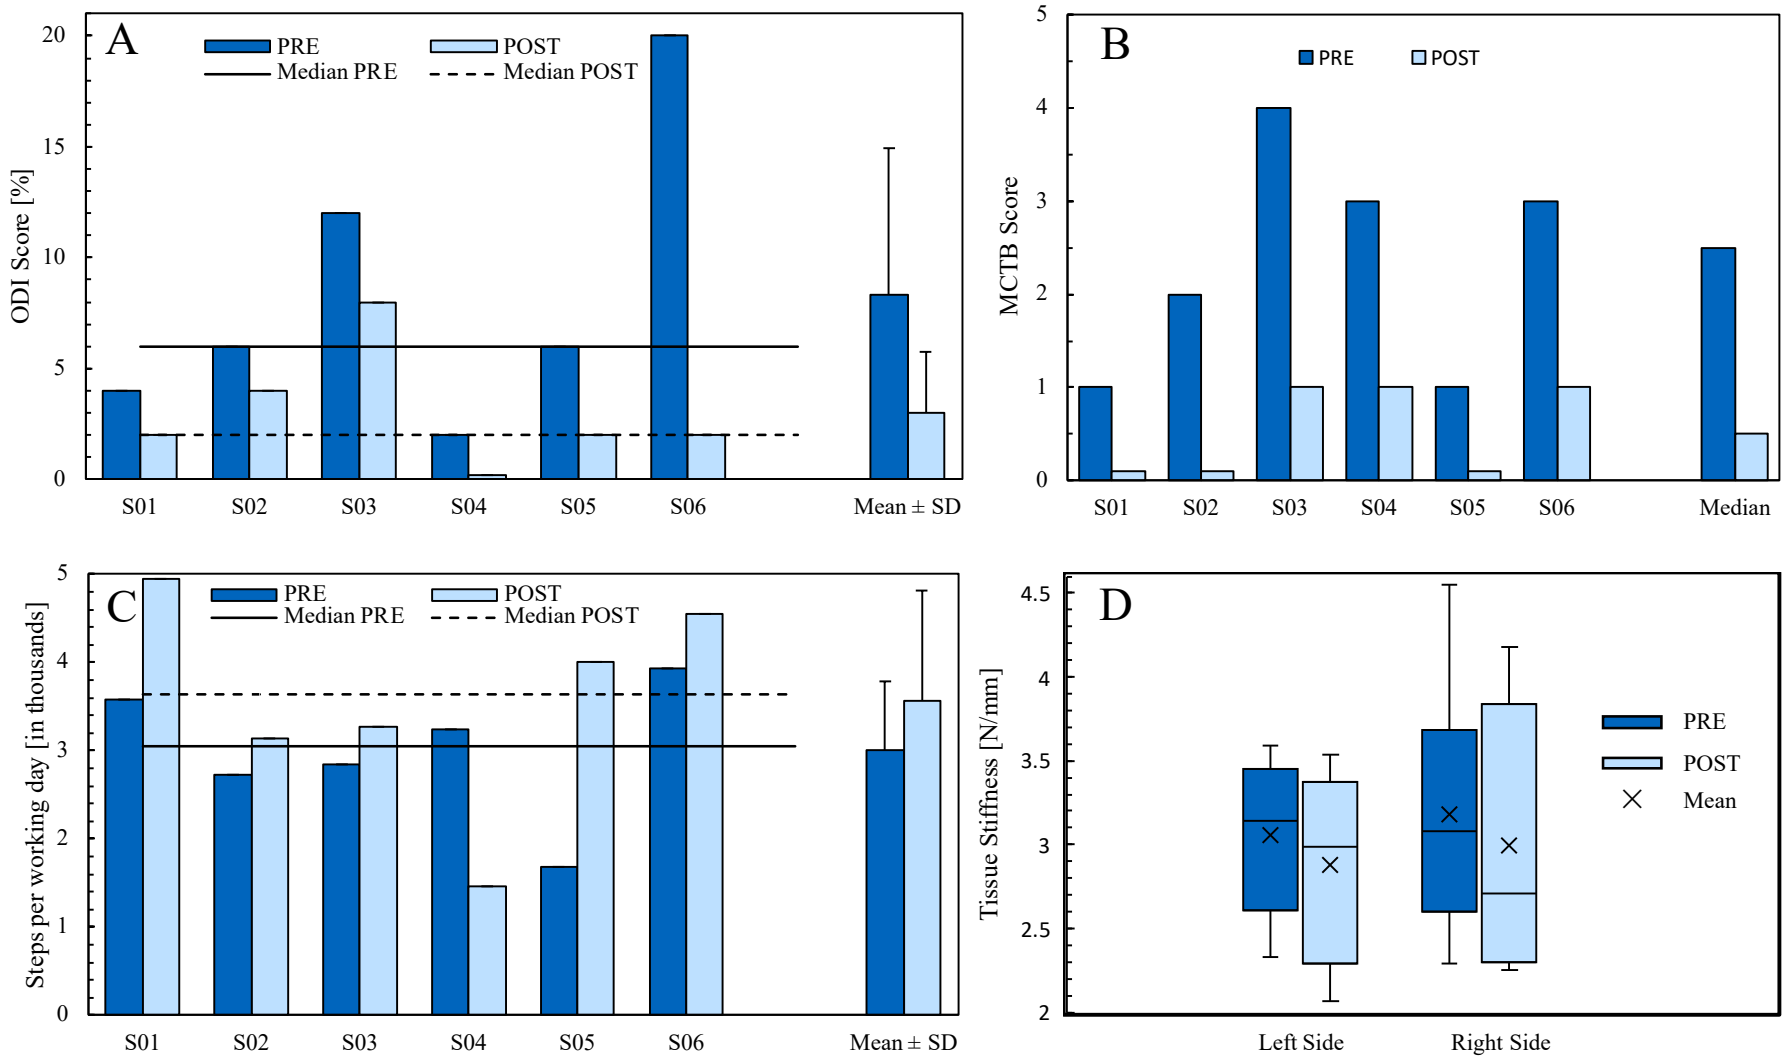 A
PRE
POST
Median PRE
Median POST
ODI Score [%]
20
15
10
5
0
S01
S02
S03
S04
S05
S06
Mean ± SD
B
PRE
POST
MCTB Score
5
4
3
2
1
0
S01
S02
S03
S04
S05
S06
Median
C
PRE
POST
Median PRE
Median POST
Steps per working day [in thousands]
5
4
3
2
1
0
S01
S02
S03
S04
S05
S06
Mean ± SD
D
Tissue Stiffness [N/mm]
4.5
4
3.5
3
2.5
2
PRE
POST
Mean
Left Side
Right Side